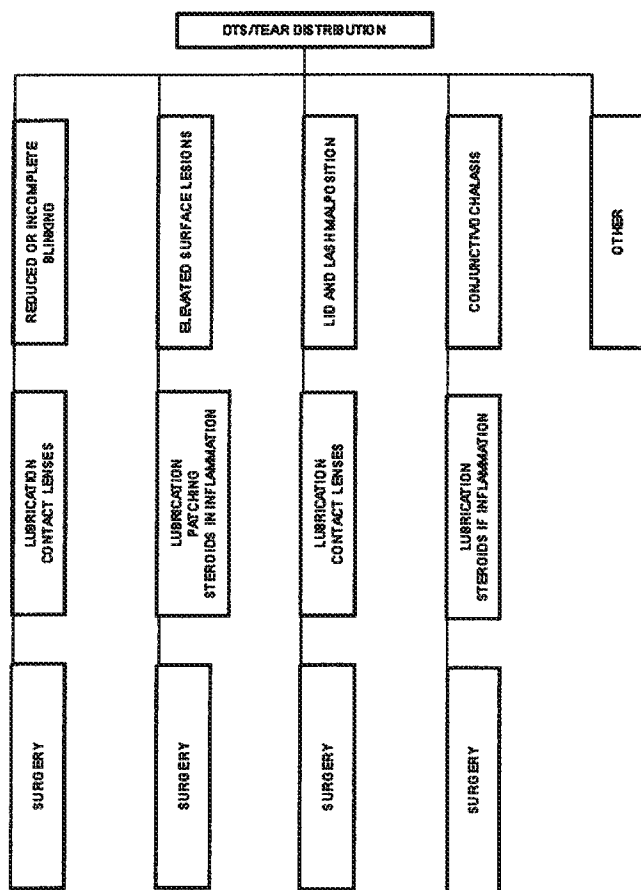 DTS/TEAR DISTRIBUTION
REDUCED OR INCOMPLETE
BLINKING
LUBRICATION
CONTACT LENSES
SURGERY
ELEVATED SURFACE LESIONS
LUBRICATION
PATCHING
STEROIDS IN INFLAMMATION
SURGERY
LID AND LASH MALPOSITION
LUBRICATION
CONTACT LENSES
SURGERY
CONJUNCTIVOCHALASIS
LUBRICATION
STEROIDS IF INFLAMMATION
SURGERY
OTHER